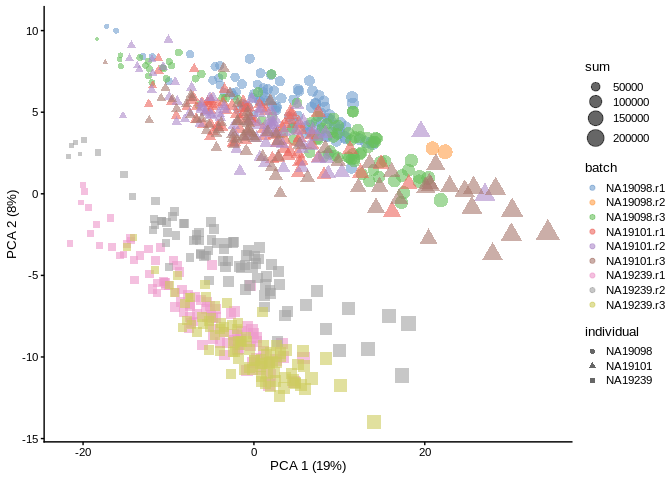 10
5
0
-5
-10
-15
-20
0
20
PCA 1 (19%)
PCA 2 (8%)
sum
50000
100000
150000
200000
batch
NA19098.r1
NA19098.r2
NA19098.r3
NA19101.r1
NA19101.r2
NA19101.r3
NA19239.r1
NA19239.r2
NA19239.r3
individual
NA19098
NA19101
NA19239